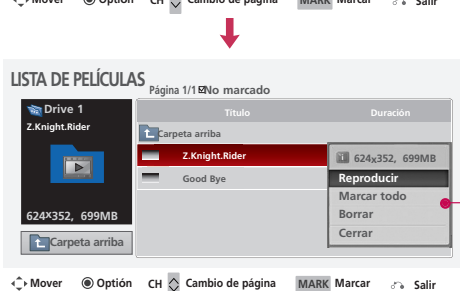 Mover Opción CH Cambio de página MARK Marcar Salir
LISTA DE PELÍCULAS Página 1/1 No marcado
Drive 1
Z.Knight.Rider
624X352, 699MB
Carpeta arriba
Título Duración
Carpeta arriba
Z.Knight.Rider
Good Bye
624x352, 699MB
Reproducir
Marcar todo
Borrar
Cerrar
Mover Optión CH Cambio de página MARK Marcar Salir